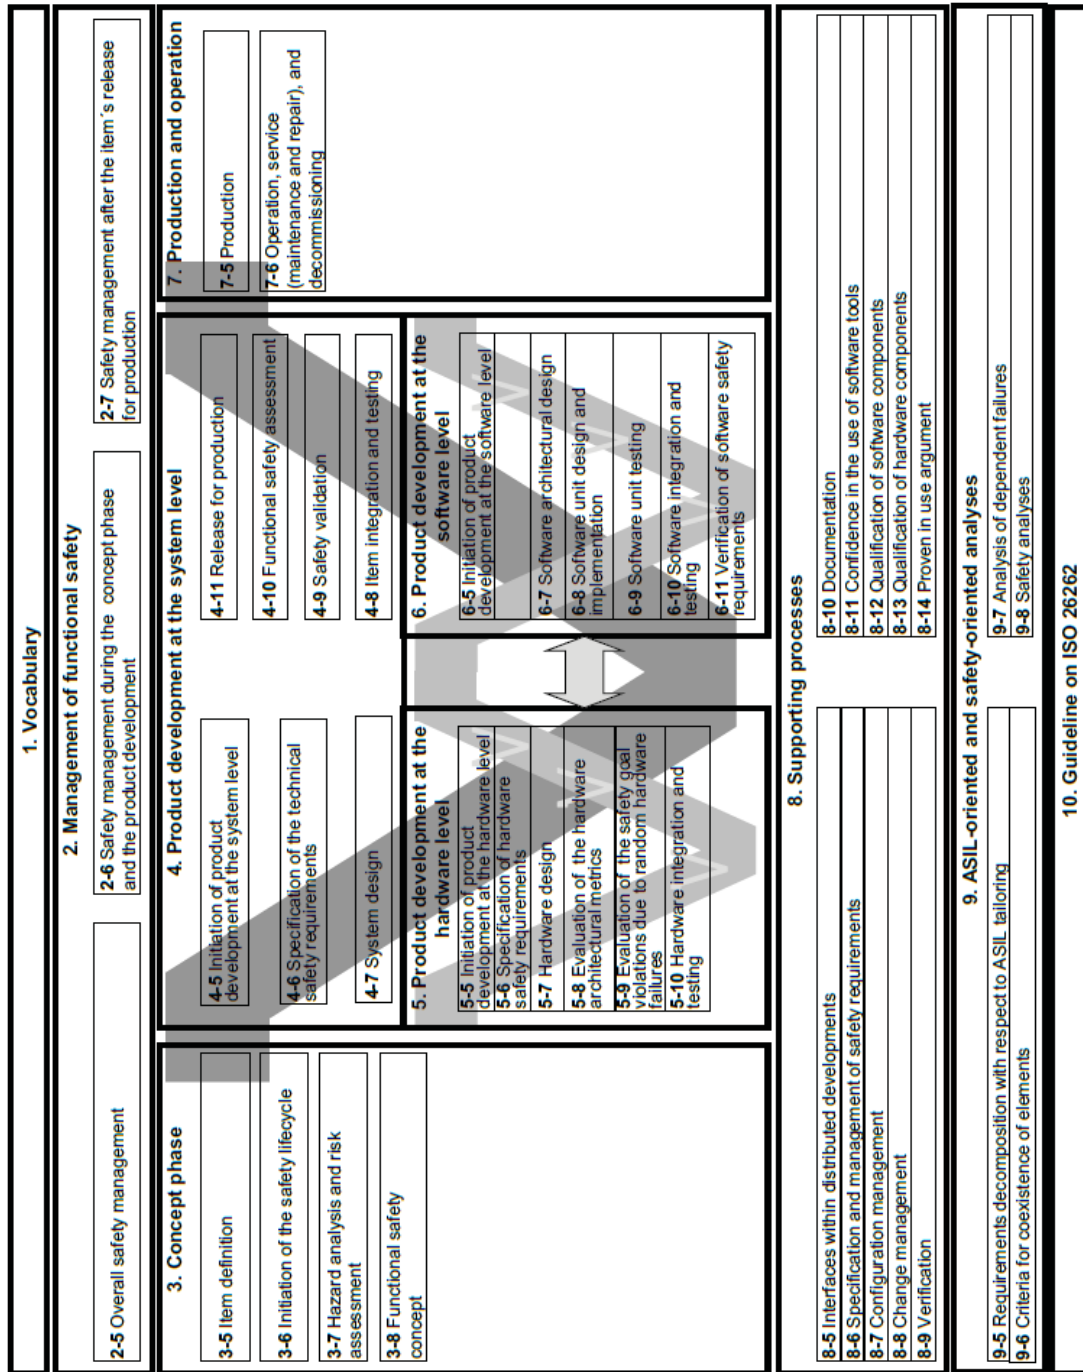 1. Vocabulary
2. Management of functional safety
2-5 Overall safety management
2-6 Safety management during the concept phase
and the product development
2-7 Safety management after the item´s release
for production
3. Concept phase
3-5 Item definition
3-6 Initiation of the safety lifecycle
3-7 Hazard analysis and risk
assessment
3-8 Functional safety
concept
4. Product development at the system level
4-5 Initiation of product
development at the system level
4-6 Specification of the technical
safety requirements
4-7 System design
4-11 Release for production
4-10 Functional safety assessment
4-9 Safety validation
4-8 Item integration and testing
5. Product development at the
hardware level
5-5 Initiation of product
development at the hardware level
5-6 Specification of hardware
safety requirements
5-7 Hardware design
5-8 Evaluation of the hardware
architectural metrics
5-9 Evaluation of the safety goal
violations due to random hardware
failures
5-10 Hardware integration and
testing
6. Product development at the
software level
6-5 Initiation of product
development at the software level
6-7 Software architectural design
6-8 Software unit design and
implementation
6-9 Software unit testing
6-10 Software integration and
testing
6-11 Verification of software safety
requirements
7. Production and operation
7-5 Production
7-6 Operation, service
(maintenance and repair), and
decommissioning
8. Supporting processes
8-5 Interfaces within distributed developments
8-6 Specification and management of safety requirements
8-7 Configuration management
8-8 Change management
8-9 Verification
8-10 Documentation
8-11 Confidence in the use of software tools
8-12 Qualification of software components
8-13 Qualification of hardware components
8-14 Proven in use argument
9. ASIL-oriented and safety-oriented analyses
9-5 Requirements decomposition with respect to ASIL tailoring
9-6 Criteria for coexistence of elements
9-7 Analysis of dependent failures
9-8 Safety analyses
10. Guideline on ISO 26262